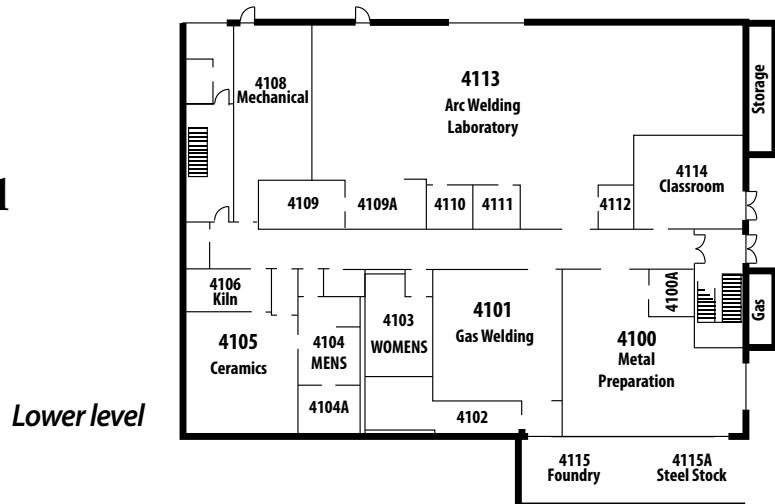 4108
Mechanical
4113
Arc Welding
Laboratory
Storage
4114
Classroom
4109
4109A
4110
4111
4112
1
4106
Kiln
4105
Ceramics
4104
MENS
4104A
4103
WOMENS
4102
4101
Gas Welding
4100A
4100
Metal
Preparation
Gas
Lower level
4115
Foundry
4115A
Steel Stock